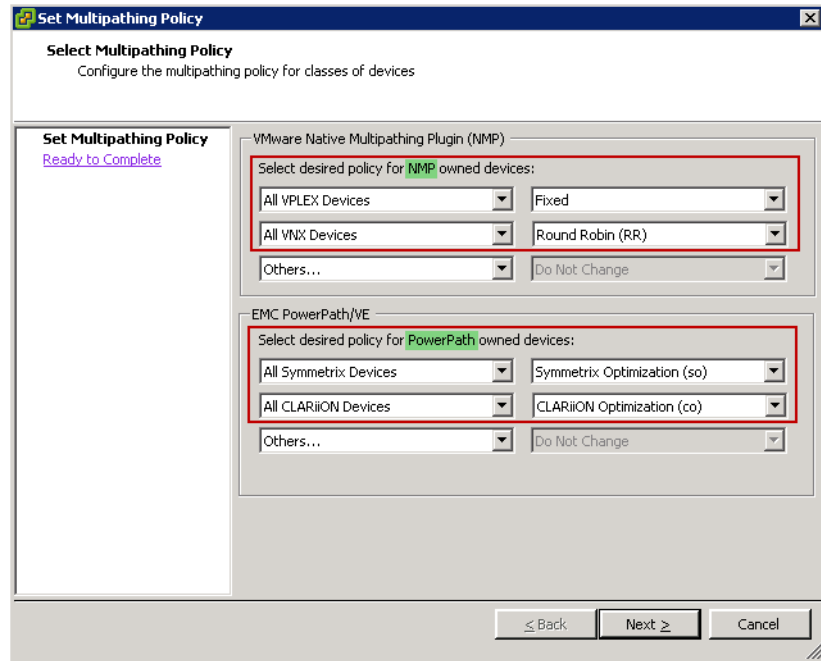 Set Multipathing Policy
Select Multipathing Policy
Configure the multipathing policy for classes of devices
Set Multipathing Policy
Ready to Complete
VMware Native Multipathing Plugin (NMP)
Select desired policy for NMP owned devices:
All VPLEX Devices Fixed
All VNX Devices Round Robin (RR)
Others... Do Not Change
EMC PowerPath/VE
Select desired policy for PowerPath owned devices:
All Symmetrix Devices Symmetrix Optimization (so)
All CLARiiON Devices CLARiiON Optimization (co)
Others... Do Not Change
≤ Back Next ≥ Cancel